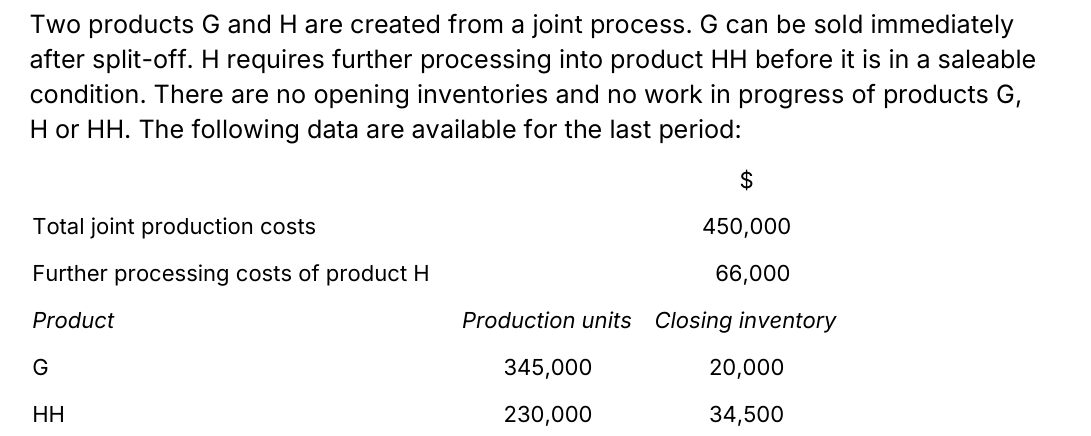 Two products G and H are created from a joint process. G can be sold immediately
after split-off. H requires further processing into product HH before it is in a saleable
condition. There are no opening inventories and no work in progress of products G,
H or HH. The following data are available for the last period:
$
Total joint production costs 450,000
Further processing costs of product H 66,000
Product Production units Closing inventory
G 345,000 20,000
HH 230,000 34,500